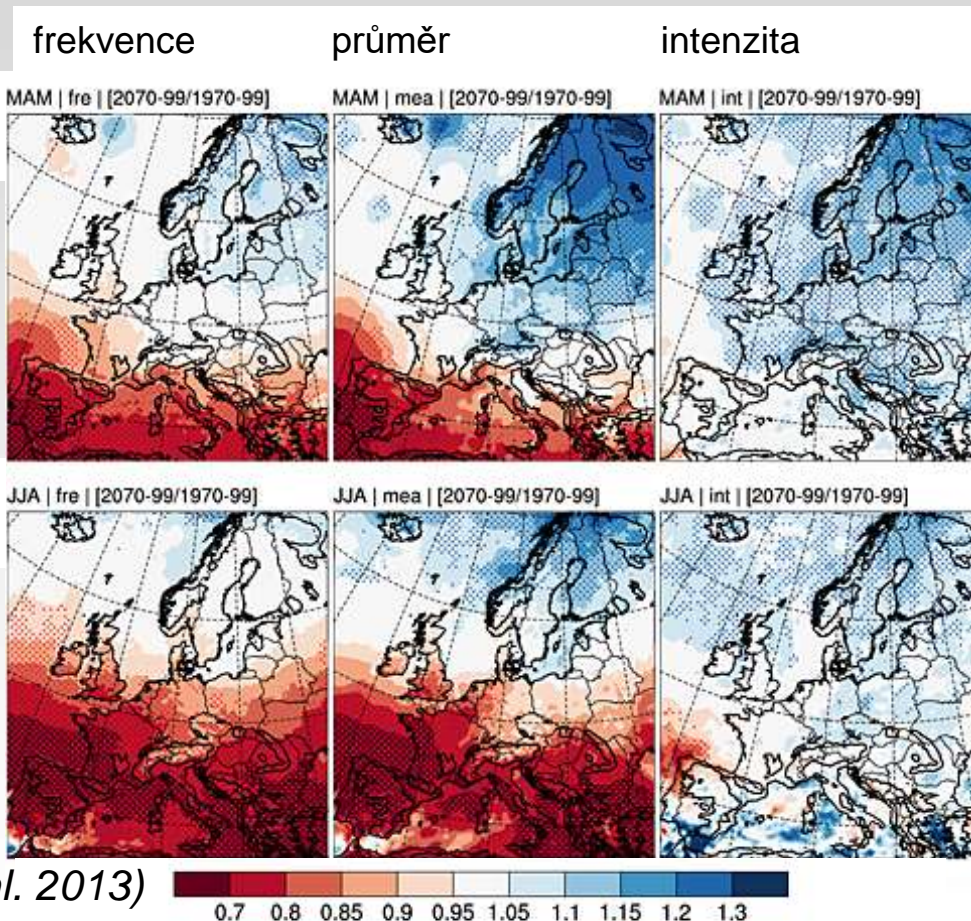 frekvence průměr intenzita
MAM | fre | [2070-99/1970-99] MAM | mea | [2070-99/1970-99] MAM | int | [2070-99/1970-99]
JJA | fre | [2070-99/1970-99] JJA | mea | [2070-99/1970-99] JJA | int | [2070-99/1970-99]
2013)
0.7 0.8 0.85 0.9 0.95 1.05 1.1 1.15 1.2 1.3